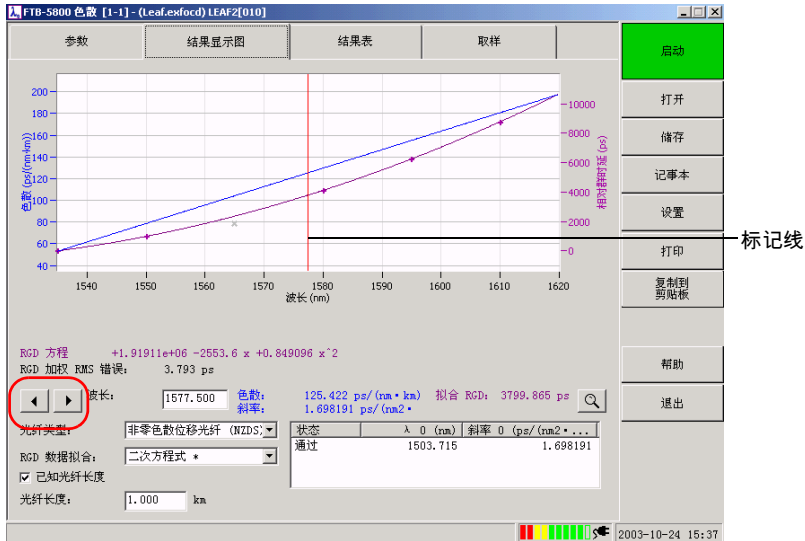 FTB-5800 色散 [1-1] - (Leaf.exfocd) LEAF2[010]
参数 结果显示图 结果表 取样
启动
打开
储存
记事本
设置
打印
复制到
剪贴板
帮助
退出
标记线
色散 (ps/(nm·km))
200
180
160
140
120
100
80
60
40
相对群时延 (ps)
10000
8000
6000
4000
2000
0
1540 1550 1560 1570 1580 1590 1600 1610 1620
波长 (nm)
RGD 方程 +1.91911e+06 -2553.6 x +0.849096 x^2
RGD 加权 RMS 错误: 3.793 ps
波长: 1577.500 色散: 125.422 ps/(nm·km) 拟合 RGD: 3799.865 ps
斜率: 1.698191 ps/(nm2·
光纤类型: 非零色散位移光纤 (NZDS)
RGD 数据拟合: 二次方程式 *
已知光纤长度
光纤长度: 1.000 km
状态 λ 0 (nm) 斜率 0 (ps/(nm2·...
通过 1503.715 1.698191
2003-10-24 15:37